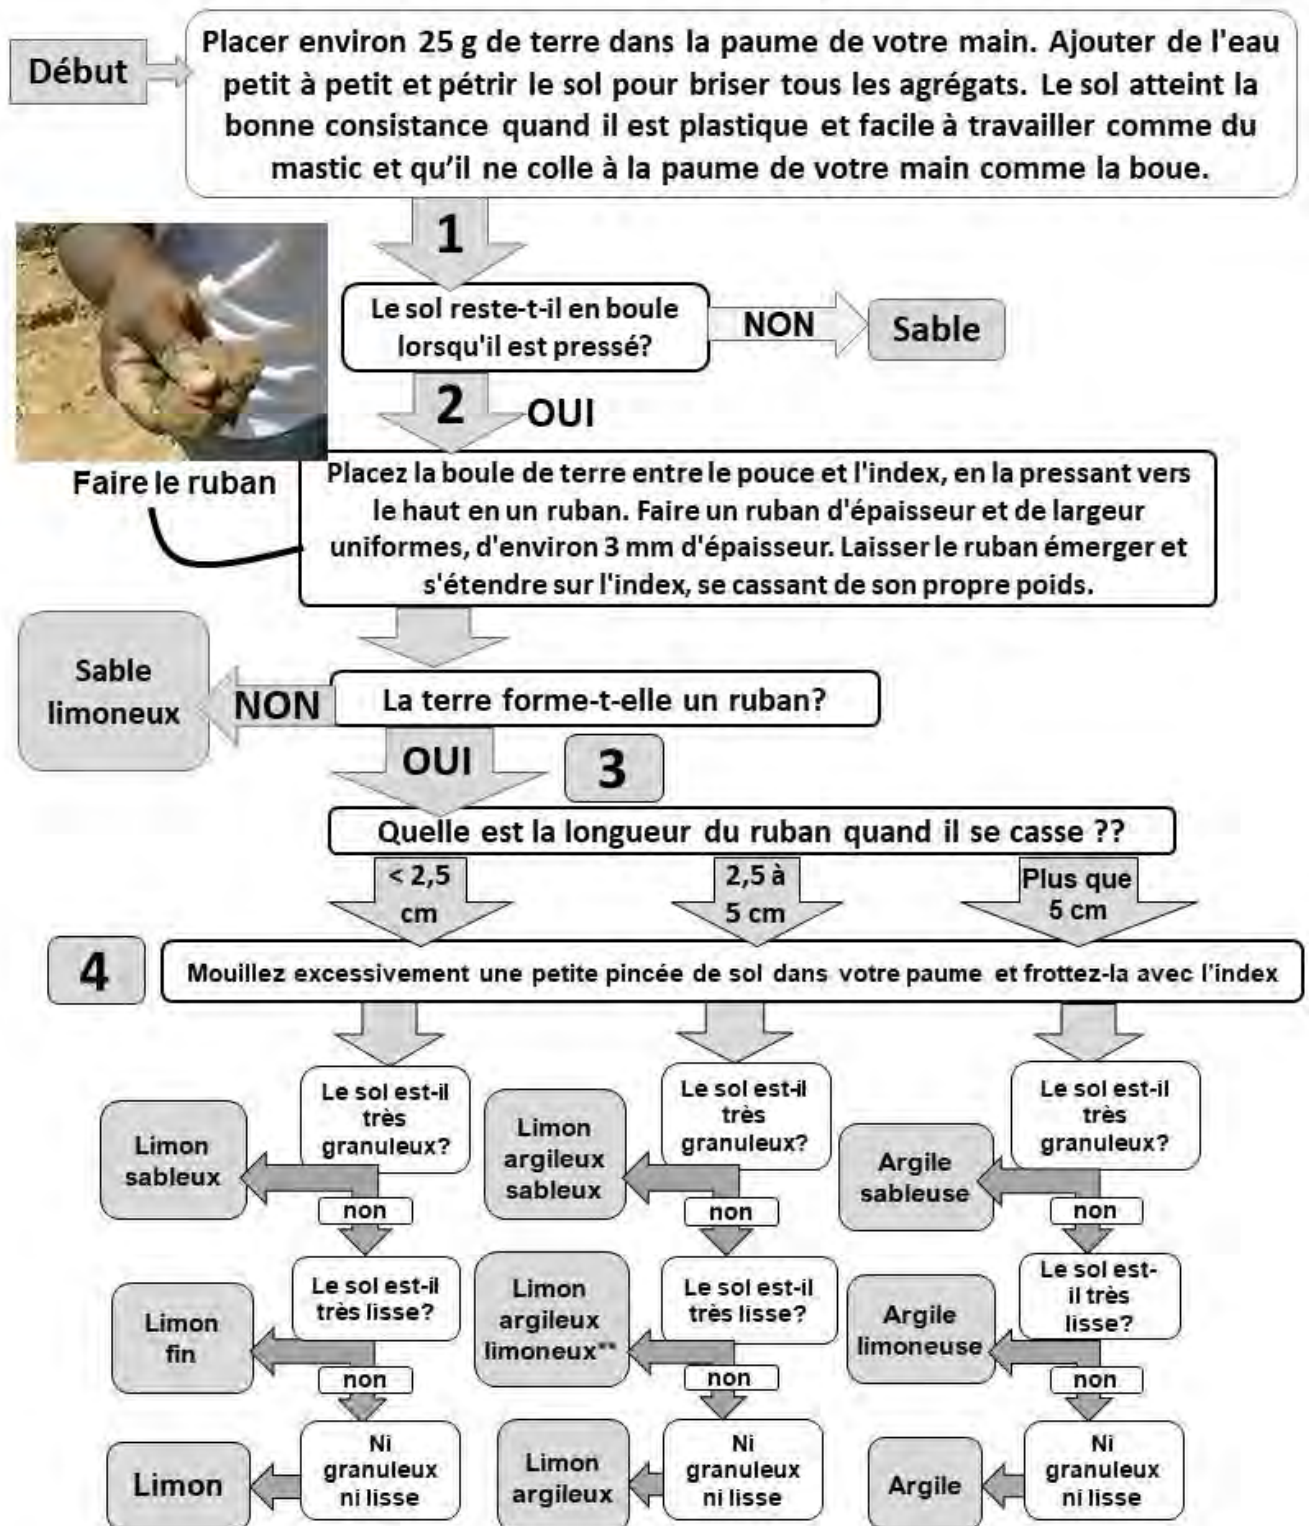 Début
Placer environ 25 g de terre dans la paume de votre main. Ajouter de l'eau
petit à petit et pétrir le sol pour briser tous les agrégats. Le sol atteint la
bonne consistance quand il est plastique et facile à travailler comme du
mastic et qu'il ne colle à la paume de votre main comme la boue.
1
Le sol reste-t-il en boule
lorsqu'il est pressé?
NON
Sable
2
OUI
Faire le ruban
Placez la boule de terre entre le pouce et l'index, en la pressant vers
le haut en un ruban. Faire un ruban d'épaisseur et de largeur
uniformes, d'environ 3 mm d'épaisseur. Laisser le ruban émerger et
s'étendre sur l'index, se cassant de son propre poids.
Sable
limoneux
NON
La terre forme-t-elle un ruban?
OUI
3
Quelle est la longueur du ruban quand il se casse ??
< 2,5
cm
2,5 à
5 cm
Plus que
5 cm
4
Mouillez excessivement une petite pincée de sol dans votre paume et frottez-la avec l'index
Le sol est-il
très
granuleux?
Limon
sableux
non
Le sol est-il
très lisse?
Limon
fin
non
Ni
granuleux
ni lisse
Limon
Le sol est-il
très
granuleux?
Limon
argileux
sableux
non
Le sol est-il
très lisse?
Limon
argileux
limoneux**
non
Ni
granuleux
ni lisse
Limon
argileux
Le sol est-il
très
granuleux?
Argile
sableuse
non
Le sol est-
il très
lisse?
Argile
limoneuse
non
Ni
granuleux
ni lisse
Argile